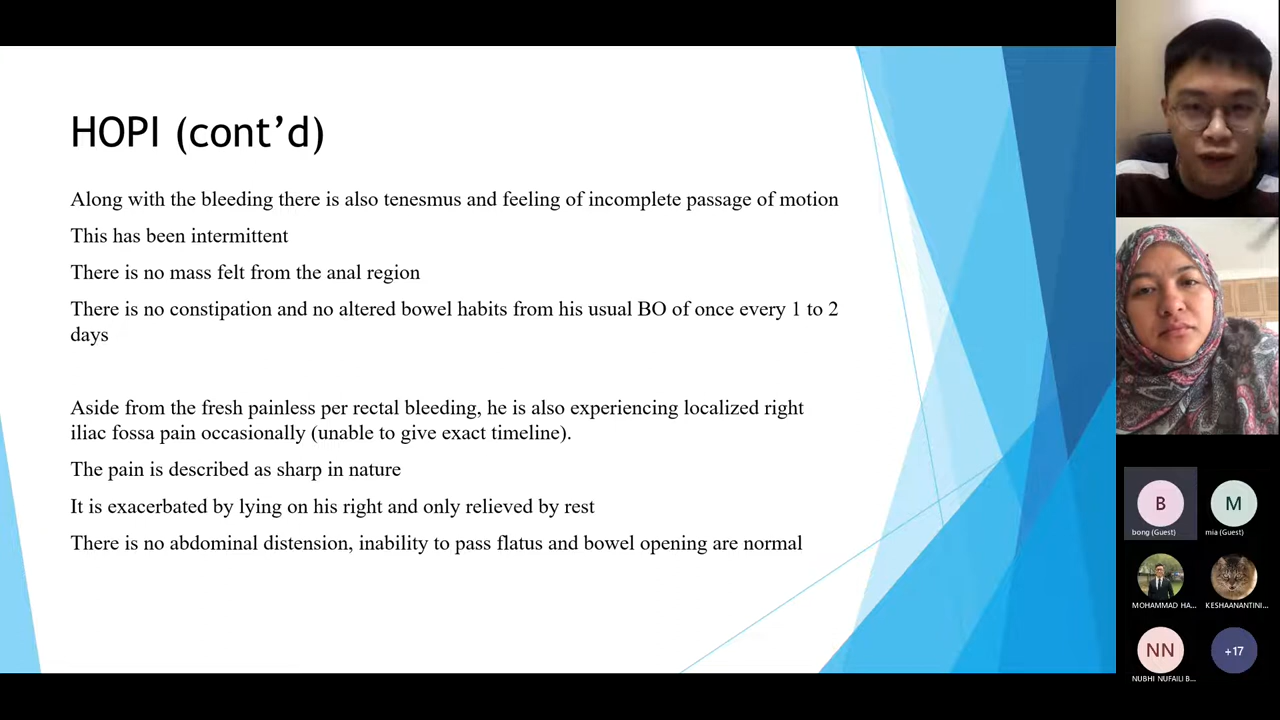 HOPI (cont’d)
Along with the bleeding there is also tenesmus and feeling of incomplete passage of motion
This has been intermittent
There is no mass felt from the anal region
There is no constipation and no altered bowel habits from his usual BO of once every 1 to 2
days
Aside from the fresh painless per rectal bleeding, he is also experiencing localized right
iliac fossa pain occasionally (unable to give exact timeline).
The pain is described as sharp in nature
It is exacerbated by lying on his right and only relieved by rest
There is no abdominal distension, inability to pass flatus and bowel opening are normal
B
M
bong (Guest)
mia (Guest)
MOHAMMAD HA...
KESHAANANTINI...
NN
+17
NUBHI NUFAILI B...